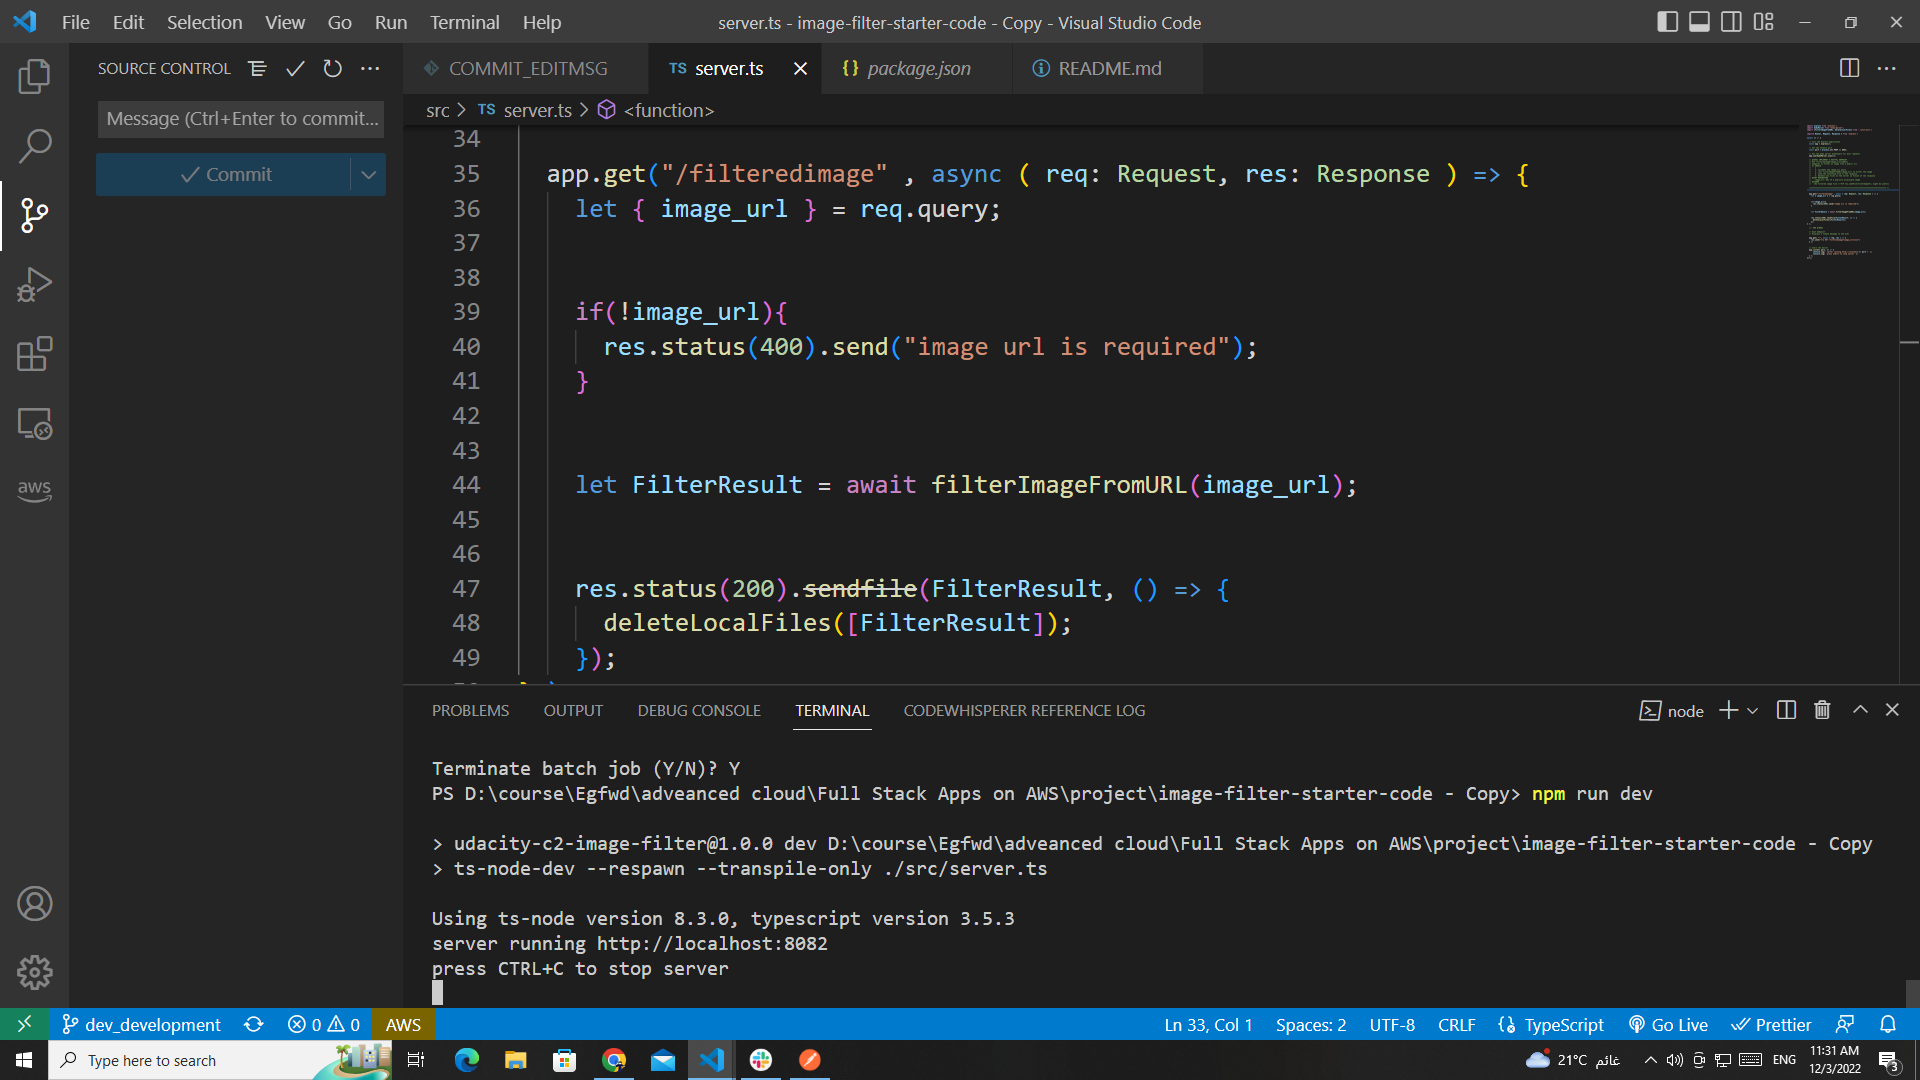 File Edit Selection View Go Run Terminal Help
server.ts - image-filter-starter-code - Copy - Visual Studio Code
SOURCE CONTROL
COMMIT_EDITMSG
TS server.ts
{} package.json
README.md
Message (Ctrl+Enter to commit...
src > TS server.ts > <function>
Commit
aws
34
35 app.get("/filteredimage" , async ( req: Request, res: Response ) => {
36 let { image_url } = req.query;
37
38
39 if(!image_url){
40 res.status(400).send("image url is required");
41 }
42
43
44 let FilterResult = await filterImageFromURL(image_url);
45
46
47 res.status(200).sendfile(FilterResult, () => {
48 deleteLocalFiles([FilterResult]);
49 });
PROBLEMS OUTPUT DEBUG CONSOLE TERMINAL CODEWHISPERER REFERENCE LOG
node
Terminate batch job (Y/N)? Y
PS D:\course\Egfwd\adveanced cloud\Full Stack Apps on AWS\project\image-filter-starter-code - Copy> npm run dev
> udacity-c2-image-filter@1.0.0 dev D:\course\Egfwd\adveanced cloud\Full Stack Apps on AWS\project\image-filter-starter-code - Copy
> ts-node-dev --respawn --transpile-only ./src/server.ts
Using ts-node version 8.3.0, typescript version 3.5.3
server running http://localhost:8082
press CTRL+C to stop server
dev_development 0 0 AWS
Ln 33, Col 1 Spaces: 2 UTF-8 CRLF {} TypeScript Go Live Prettier
Type here to search
21°C غائم
ENG
11:31 AM
12/3/2022
3